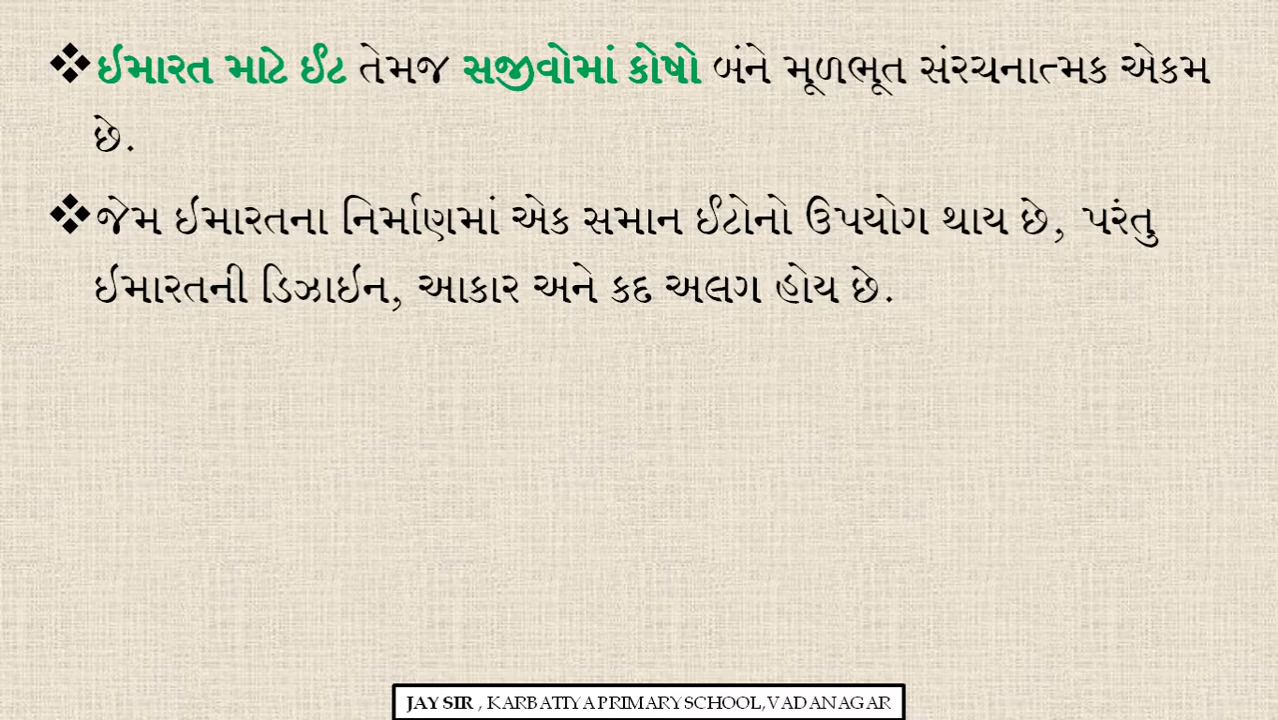 ❖ઈમારત માટે ઈંટ તેમજ સજીવોમાં કોષો બંને મૂળભૂત સંરચનાત્મક એકમ
છે.
❖જેમ ઈમારતના નિર્માણમાં એક સમાન ઈંટોનો ઉપયોગ થાય છે, પરંતુ
ઈમારતની ડિઝાઈન, આકાર અને કદ અલગ હોય છે.
JAY SIR , KARBATIYA PRIMARY SCHOOL,VADANAGAR